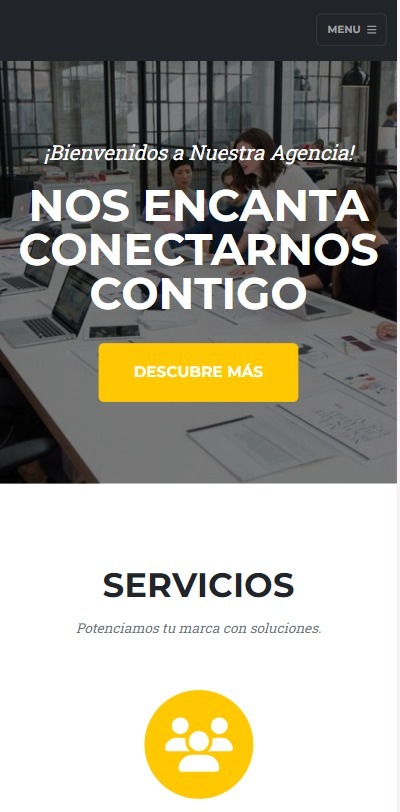 MENU
¡Bienvenidos a Nuestra Agencia!
NOS ENCANTA
CONECTARNOS
CONTIGO
DESCUBRE MÁS
SERVICIOS
Potenciamos tu marca con soluciones.